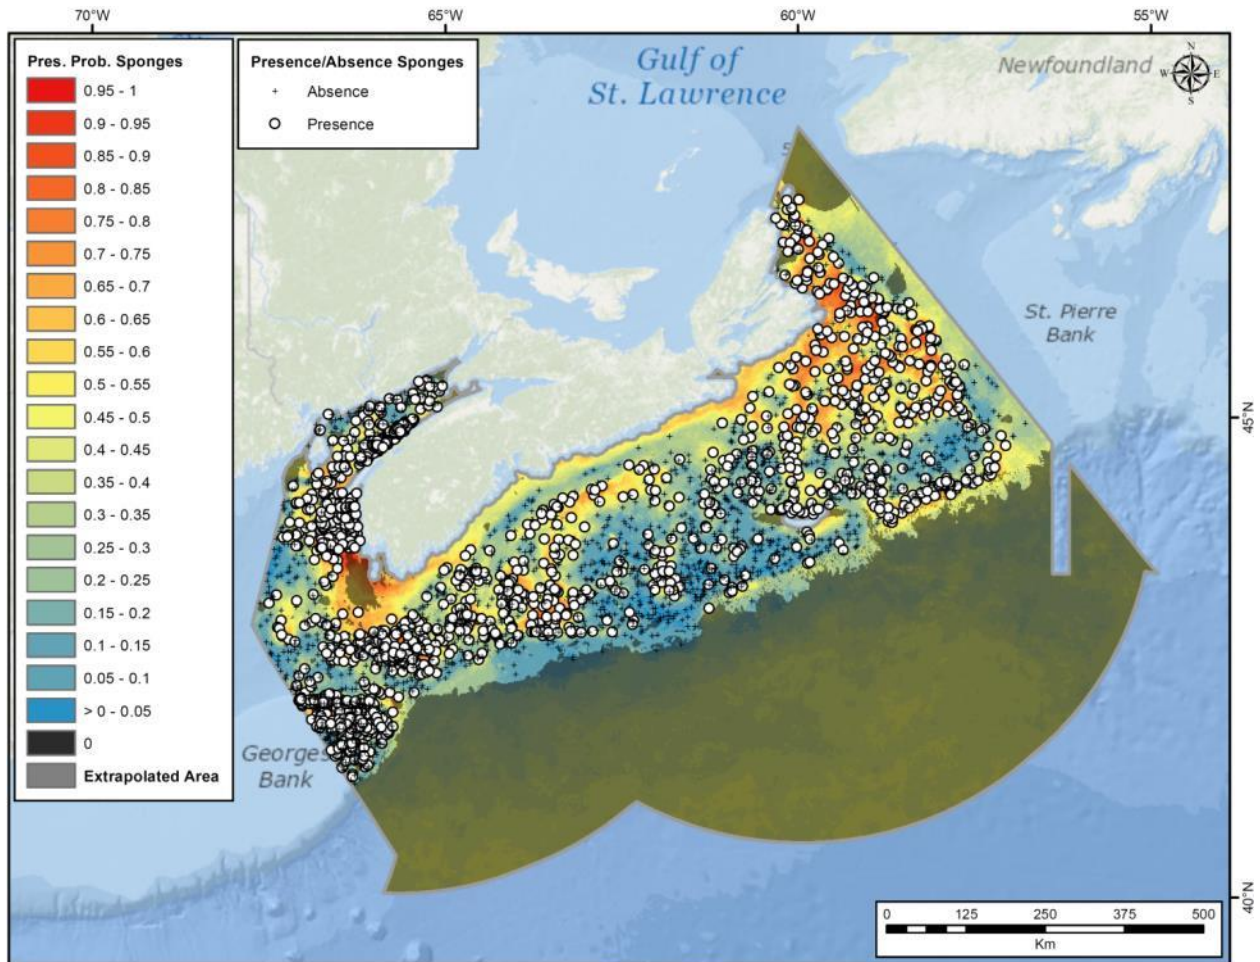 70°W
65°W
60°W
55°W
Pres. Prob. Sponges
0.95 - 1
0.9 - 0.95
0.85 - 0.9
0.8 - 0.85
0.75 - 0.8
0.7 - 0.75
0.65 - 0.7
0.6 - 0.65
0.55 - 0.6
0.5 - 0.55
0.45 - 0.5
0.4 - 0.45
0.35 - 0.4
0.3 - 0.35
0.25 - 0.3
0.2 - 0.25
0.15 - 0.2
0.1 - 0.15
0.05 - 0.1
> 0 - 0.05
0
Extrapolated Area
Presence/Absence Sponges
Absence
Presence
Gulf of
St. Lawrence
Newfoundland
N
W
E
S
St. Pierre
Bank
45°N
Georges
Bank
40°N
0
125
250
375
500
Km